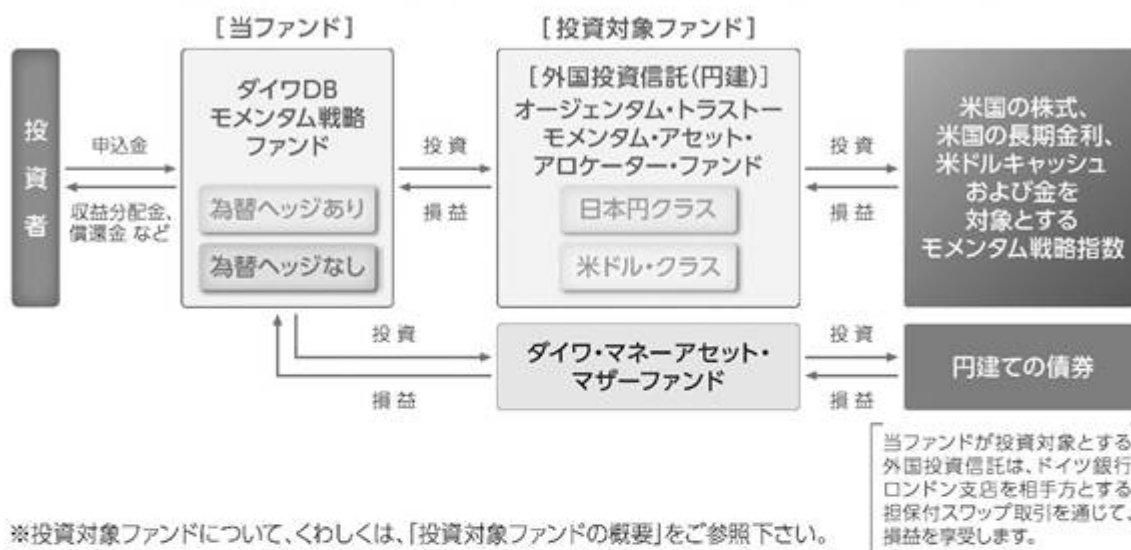 [当ファンド]
[投資対象ファンド]
投資者
申込金
収益分配金、
償還金 など
ダイワDB
モメンタム戦略
ファンド
為替ヘッジあり
為替ヘッジなし
投資
損益
[外国投資信託(円建)]
オージェンタム・トラストー
モメンタム・アセット・
アロケーター・ファンド
日本円クラス
米ドル・クラス
投資
損益
米国の株式、
米国の長期金利、
米ドルキャッシュ
および金を
対象とする
モメンタム戦略指数
投資
損益
ダイワ・マネーアセット・
マザーファンド
投資
損益
円建ての債券
当ファンドが投資対象とする
外国投資信託は、ドイツ銀行
ロンドン支店を相手方とする
担保付スワップ取引を通じて、
損益を享受します。
※投資対象ファンドについて、くわしくは、「投資対象ファンドの概要」をご参照下さい。